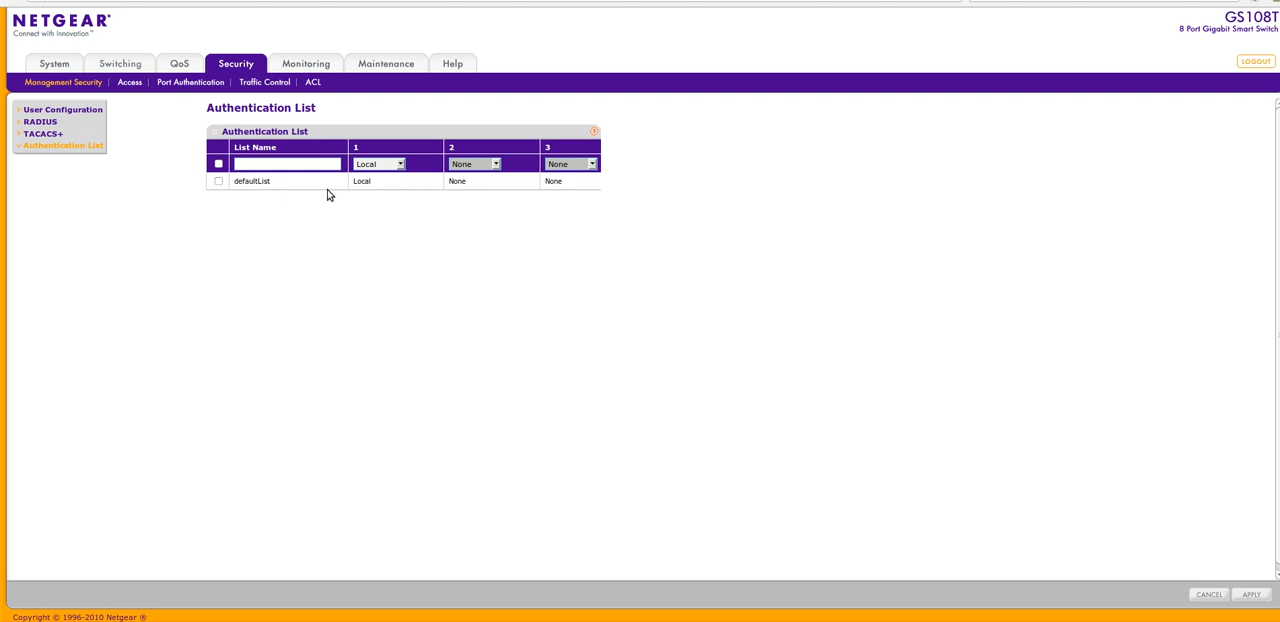 NETGEAR®
Connect with Innovation™
GS108T
8 Port Gigabit Smart Switch
System Switching QoS Security Monitoring Maintenance Help
LOGOUT
Management Security | Access | Port Authentication | Traffic Control | ACL
User Configuration
RADIUS
TACACS+
Authentication List
Authentication List
Authentication List ?
List Name 1 2 3
Local None None
defaultList Local None None
CANCEL APPLY
Copyright © 1996-2010 Netgear ®